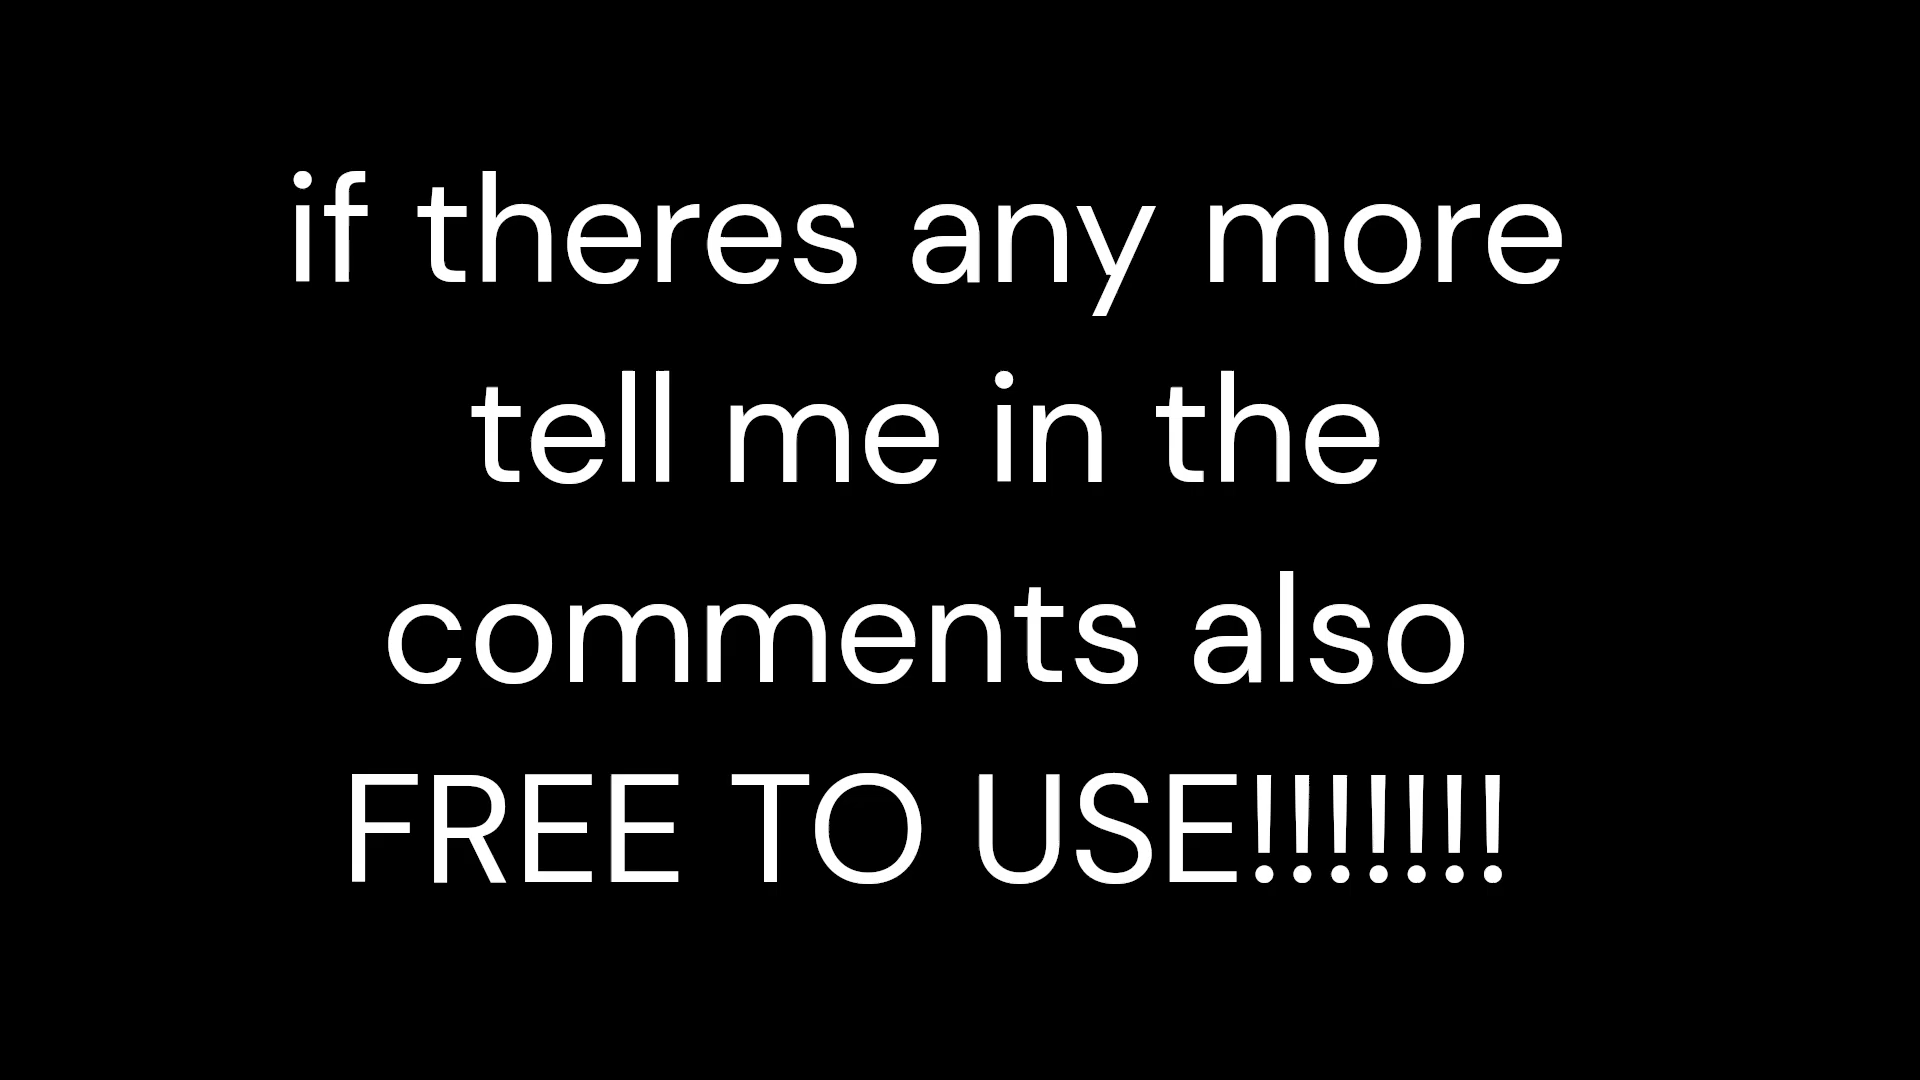 if theres any more
tell me in the
comments also
FREE TO USE!!!!!!!